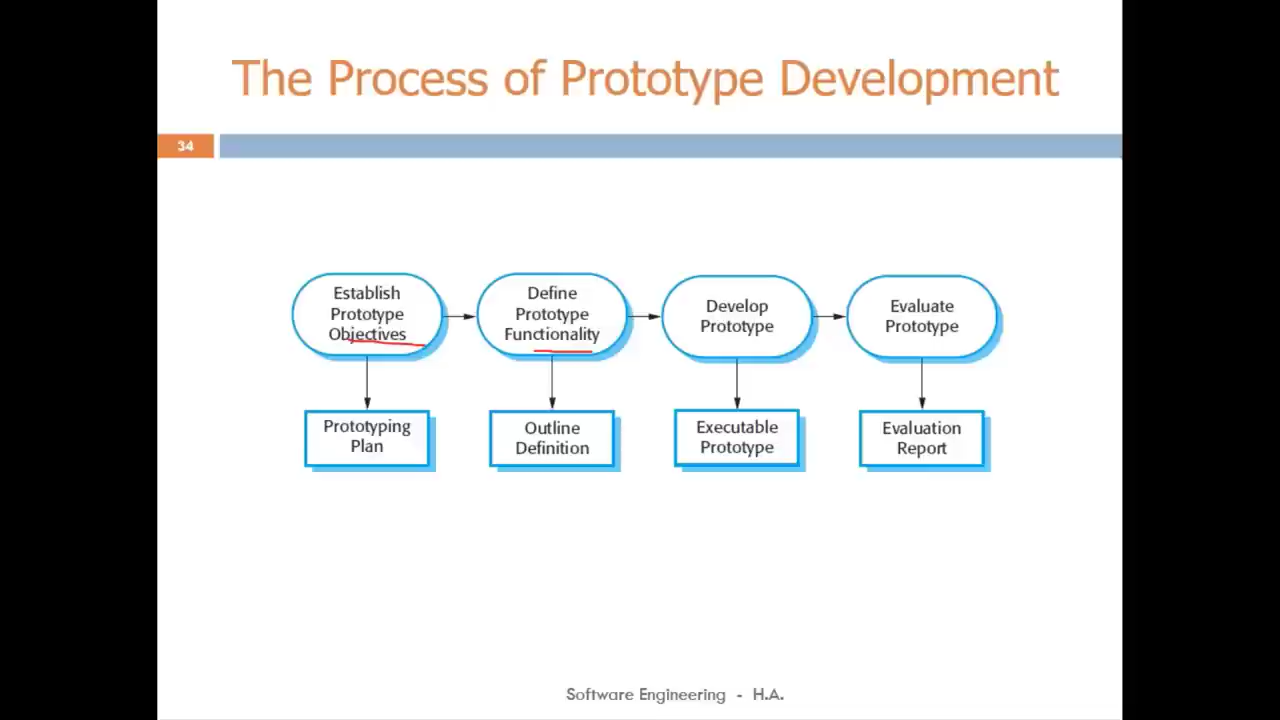 The Process of Prototype Development
34
Establish
Prototype
Objectives
Define
Prototype
Functionality
Develop
Prototype
Evaluate
Prototype
Prototyping
Plan
Outline
Definition
Executable
Prototype
Evaluation
Report
Software Engineering - H.A.